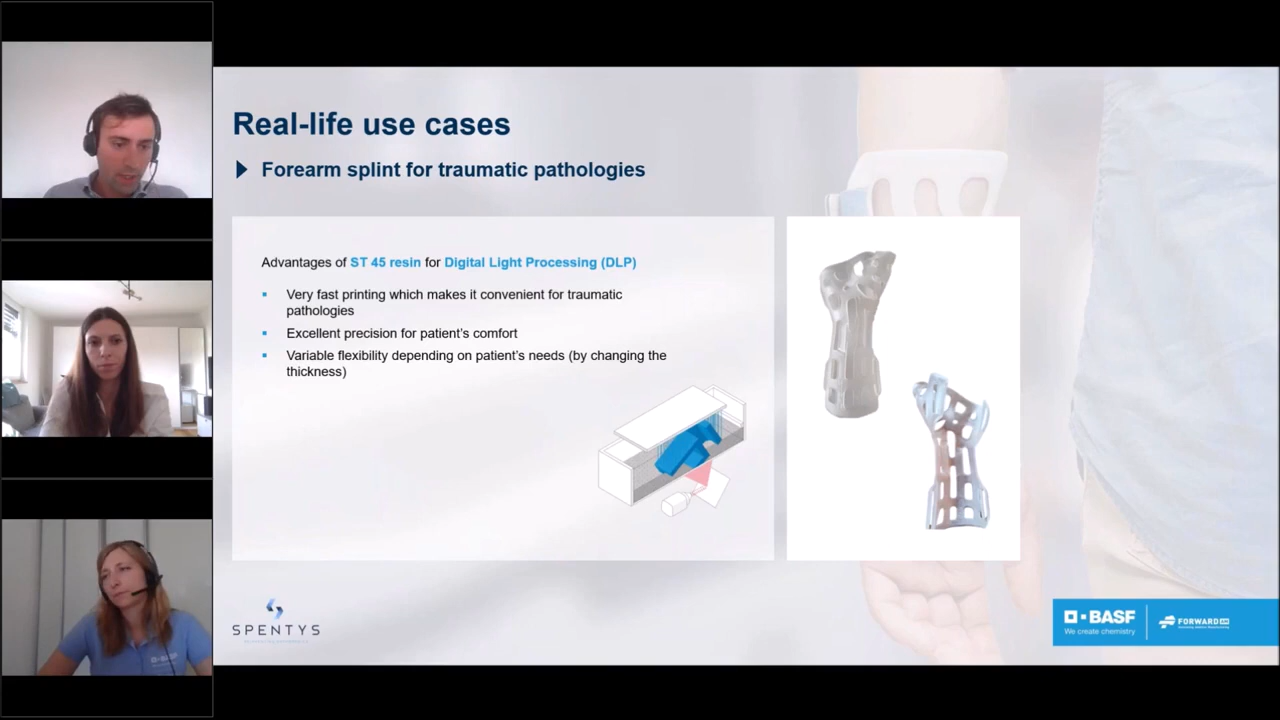 Real-life use cases
Forearm splint for traumatic pathologies
Advantages of ST 45 resin for Digital Light Processing (DLP)
Very fast printing which makes it convenient for traumatic
pathologies
Excellent precision for patient's comfort
Variable flexibility depending on patient's needs (by changing the
thickness)
SPENTYS
BASF
We create chemistry
FORWARD AM
BASF